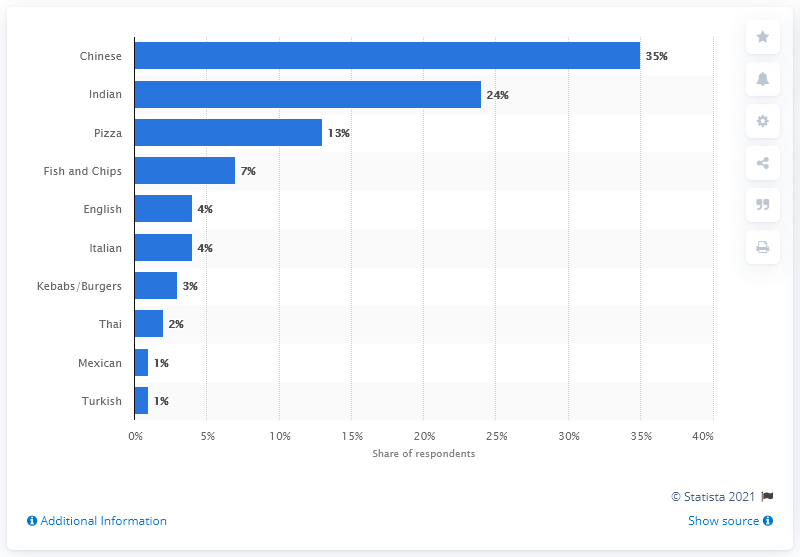 Chinese 35%
Indian 24%
Pizza 13%
Fish and Chips 7%
English 4%
Italian 4%
Kebabs/Burgers 3%
Thai 2%
Mexican 1%
Turkish 1%
0% 5% 10% 15% 20% 25% 30% 35% 40%
Share of respondents
© Statista 2021
Additional Information Show source